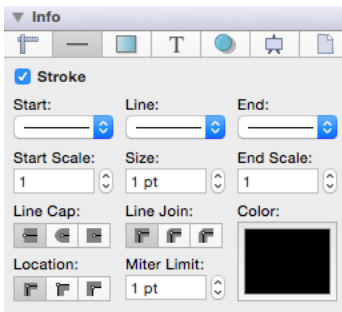 Info
T
Stroke
Start: Line: End:
Start Scale: Size: End Scale:
1 1 pt 1
Line Cap: Line Join: Color:
Location: Miter Limit:
1 pt